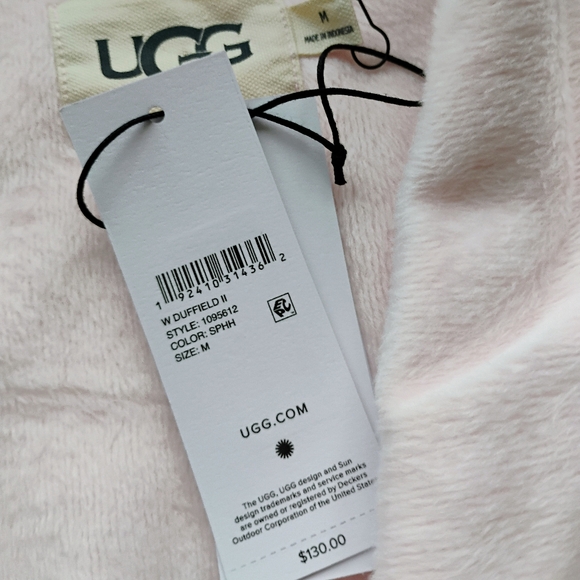 UGG
M
MADE IN INDONESIA
1 92410 31436 2
W DUFFIELD II
STYLE: 1095612
COLOR: SPHH
SIZE: M
UGG.COM
The UGG, UGG design and Sun
design trademarks and service marks
are owned or registered by Deckers
Outdoor Corporation of the United States
$130.00